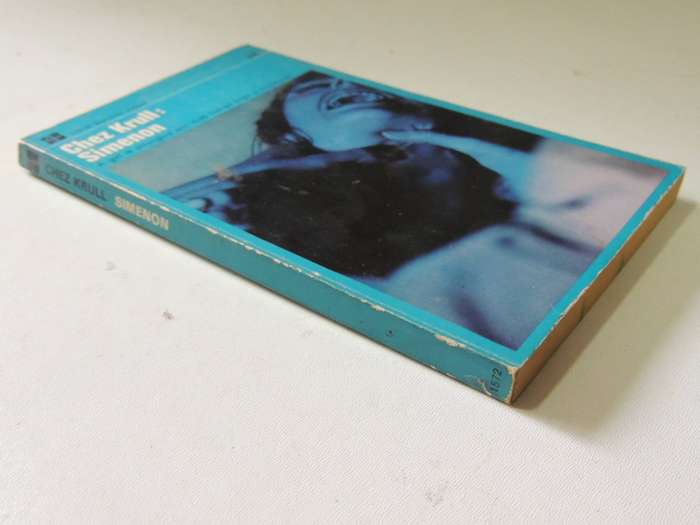 Chez Krull:
Simenon
CHEZ KRULL SIMENON
1572